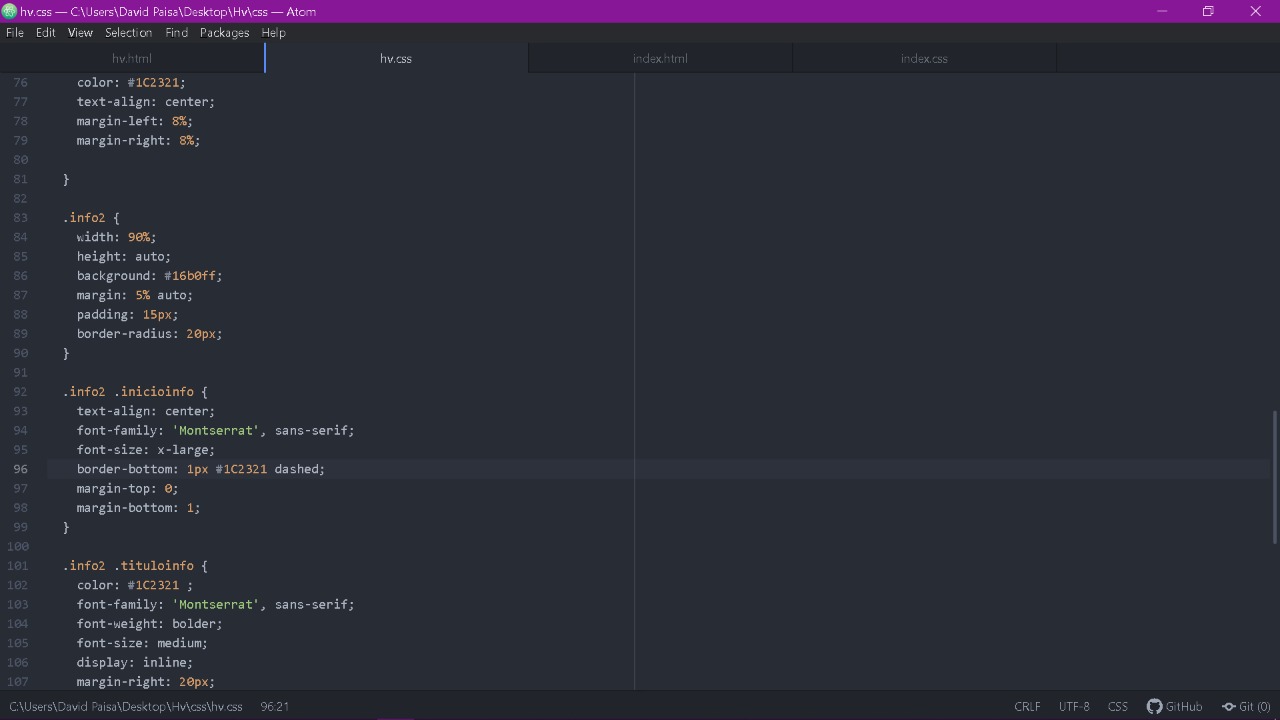 hv.css — C:\Users\David Paisa\Desktop\Hv\css — Atom
File Edit View Selection Find Packages Help
hv.html hv.css index.html index.css
76 color: #1C2321;
77 text-align: center;
78 margin-left: 8%;
79 margin-right: 8%;
80
81 }
82
83 .info2 {
84 width: 90%;
85 height: auto;
86 background: #16b0ff;
87 margin: 5% auto;
88 padding: 15px;
89 border-radius: 20px;
90 }
91
92 .info2 .inicioinfo {
93 text-align: center;
94 font-family: 'Montserrat', sans-serif;
95 font-size: x-large;
96 border-bottom: 1px #1C2321 dashed;
97 margin-top: 0;
98 margin-bottom: 1;
99 }
100
101 .info2 .tituloinfo {
102 color: #1C2321 ;
103 font-family: 'Montserrat', sans-serif;
104 font-weight: bolder;
105 font-size: medium;
106 display: inline;
107 margin-right: 20px;
C:\Users\David Paisa\Desktop\Hv\css\hv.css 96:21 CRLF UTF-8 CSS GitHub Git (0)